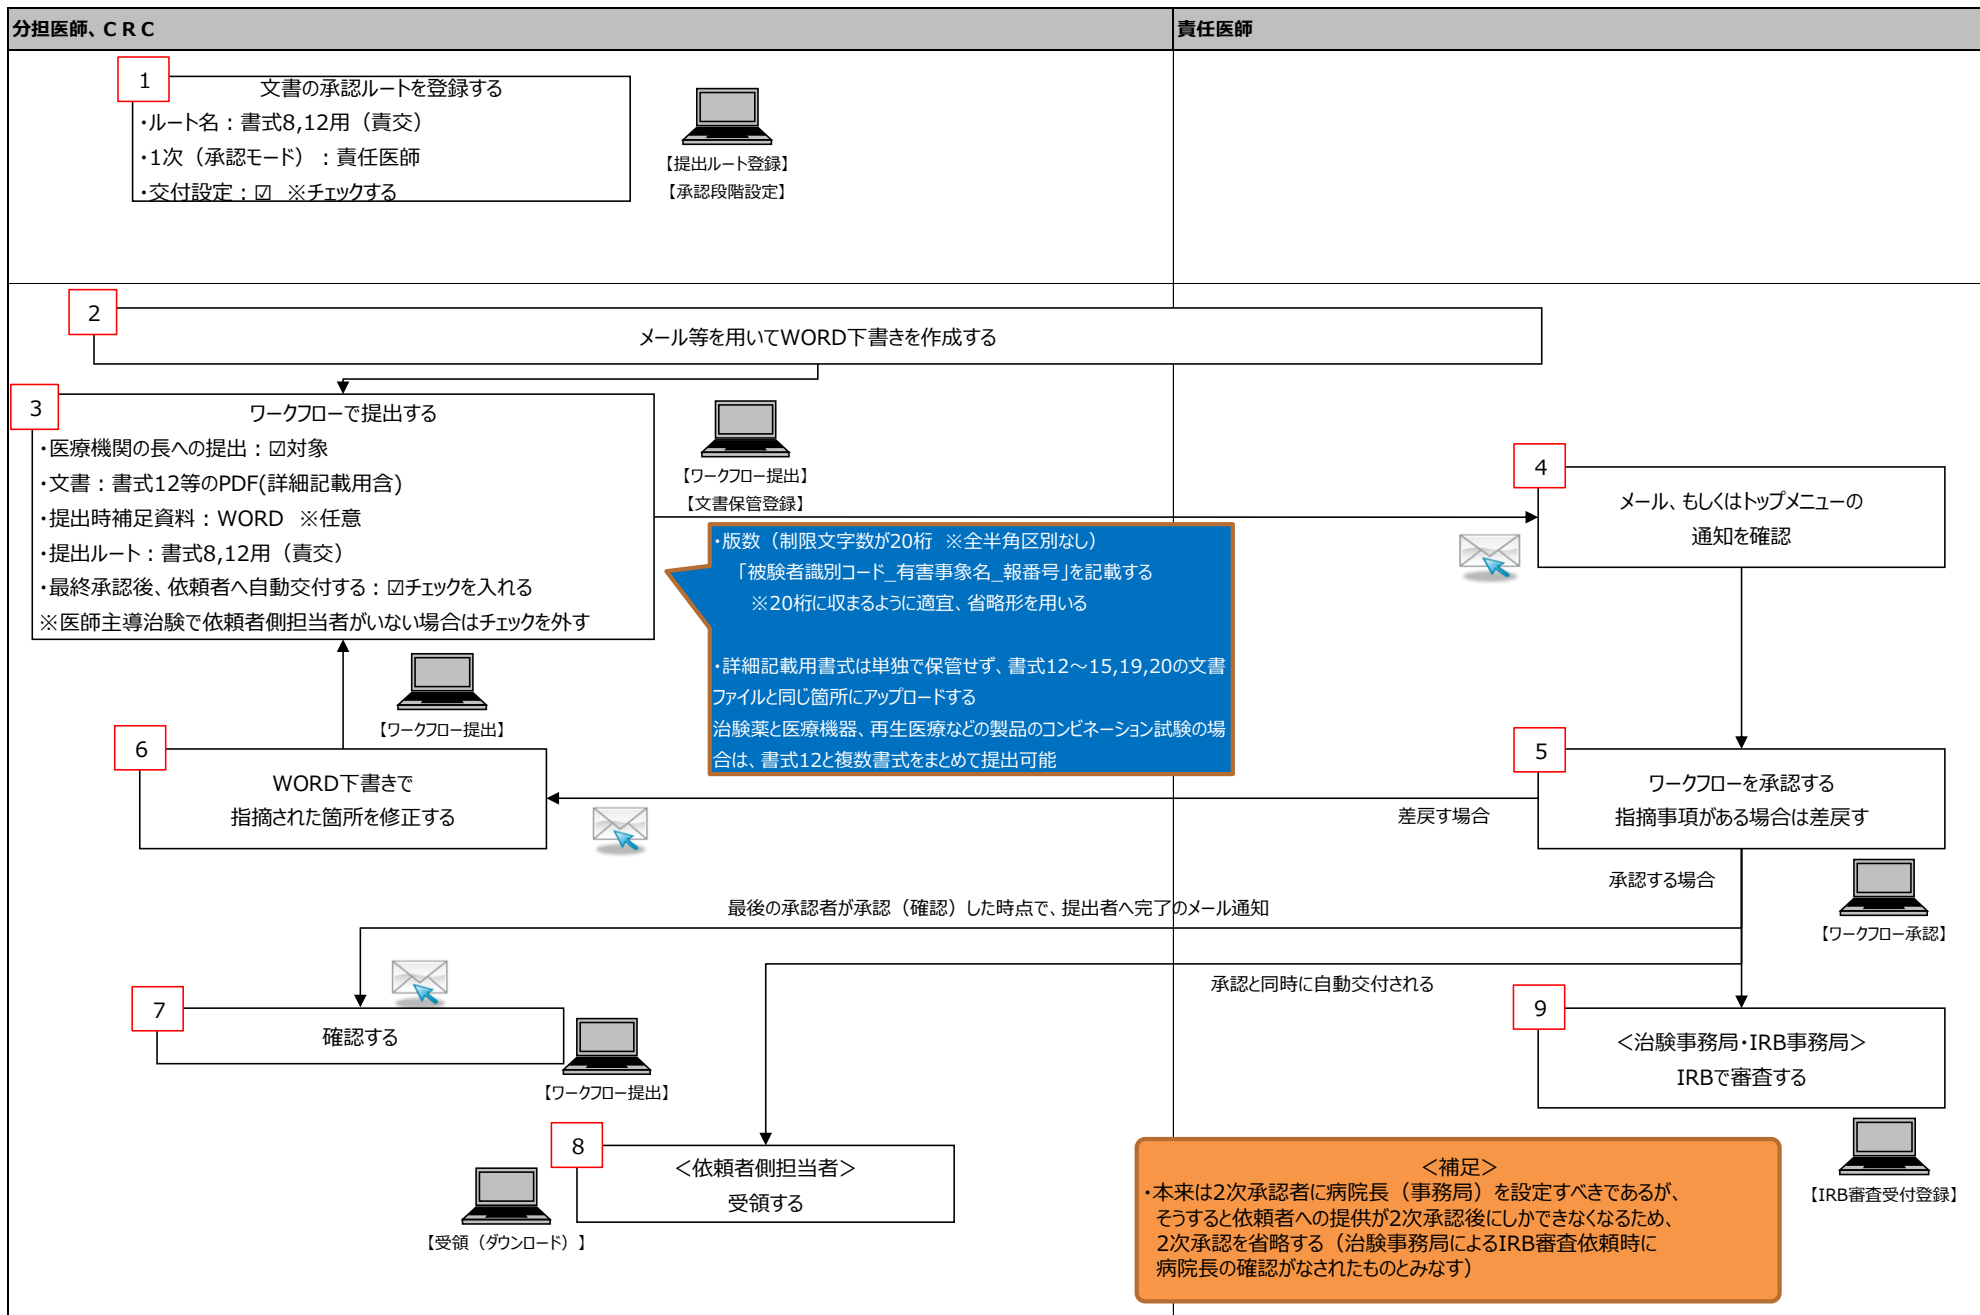 分担医師、CRC
責任医師
1
文書の承認ルートを登録する
・ルート名：書式8,12用（責交）
・1次（承認モード）：責任医師
・交付設定：☑ ※チェックする
【提出ルート登録】
【承認段階設定】
2
メール等を用いてWORD下書きを作成する
3
ワークフローで提出する
・医療機関の長への提出：☑対象
・文書：書式12等のPDF(詳細記載用含)
・提出時補足資料：WORD ※任意
・提出ルート：書式8,12用（責交）
・最終承認後、依頼者へ自動交付する：☑チェックを入れる
※医師主導治験で依頼者側担当者がいない場合はチェックを外す
【ワークフロー提出】
【文書保管登録】
・版数（制限文字数が20桁 ※全半角区別なし）
「被験者識別コード_有害事象名_報番号」を記載する
※20桁に収まるように適宜、省略形を用いる
・詳細記載用書式は単独で保管せず、書式12～15,19,20の文書
ファイルと同じ箇所にアップロードする
治験薬と医療機器、再生医療などの製品のコンビネーション試験の場
合は、書式12と複数書式をまとめて提出可能
4
メール、もしくはトップメニューの
通知を確認
5
ワークフローを承認する
指摘事項がある場合は差戻す
【ワークフロー承認】
差戻す場合
承認する場合
【ワークフロー提出】
6
WORD下書きで
指摘された箇所を修正する
最後の承認者が承認（確認）した時点で、提出者へ完了のメール通知
承認と同時に自動交付される
7
確認する
【ワークフロー提出】
8
＜依頼者側担当者＞
受領する
【受領（ダウンロード）】
9
＜治験事務局・IRB事務局＞
IRBで審査する
【IRB審査受付登録】
＜補足＞
・本来は2次承認者に病院長（事務局）を設定すべきであるが、
そうすると依頼者への提供が2次承認後にしかできなくなるため、
2次承認を省略する（治験事務局によるIRB審査依頼時に
病院長の確認がなされたものとみなす）